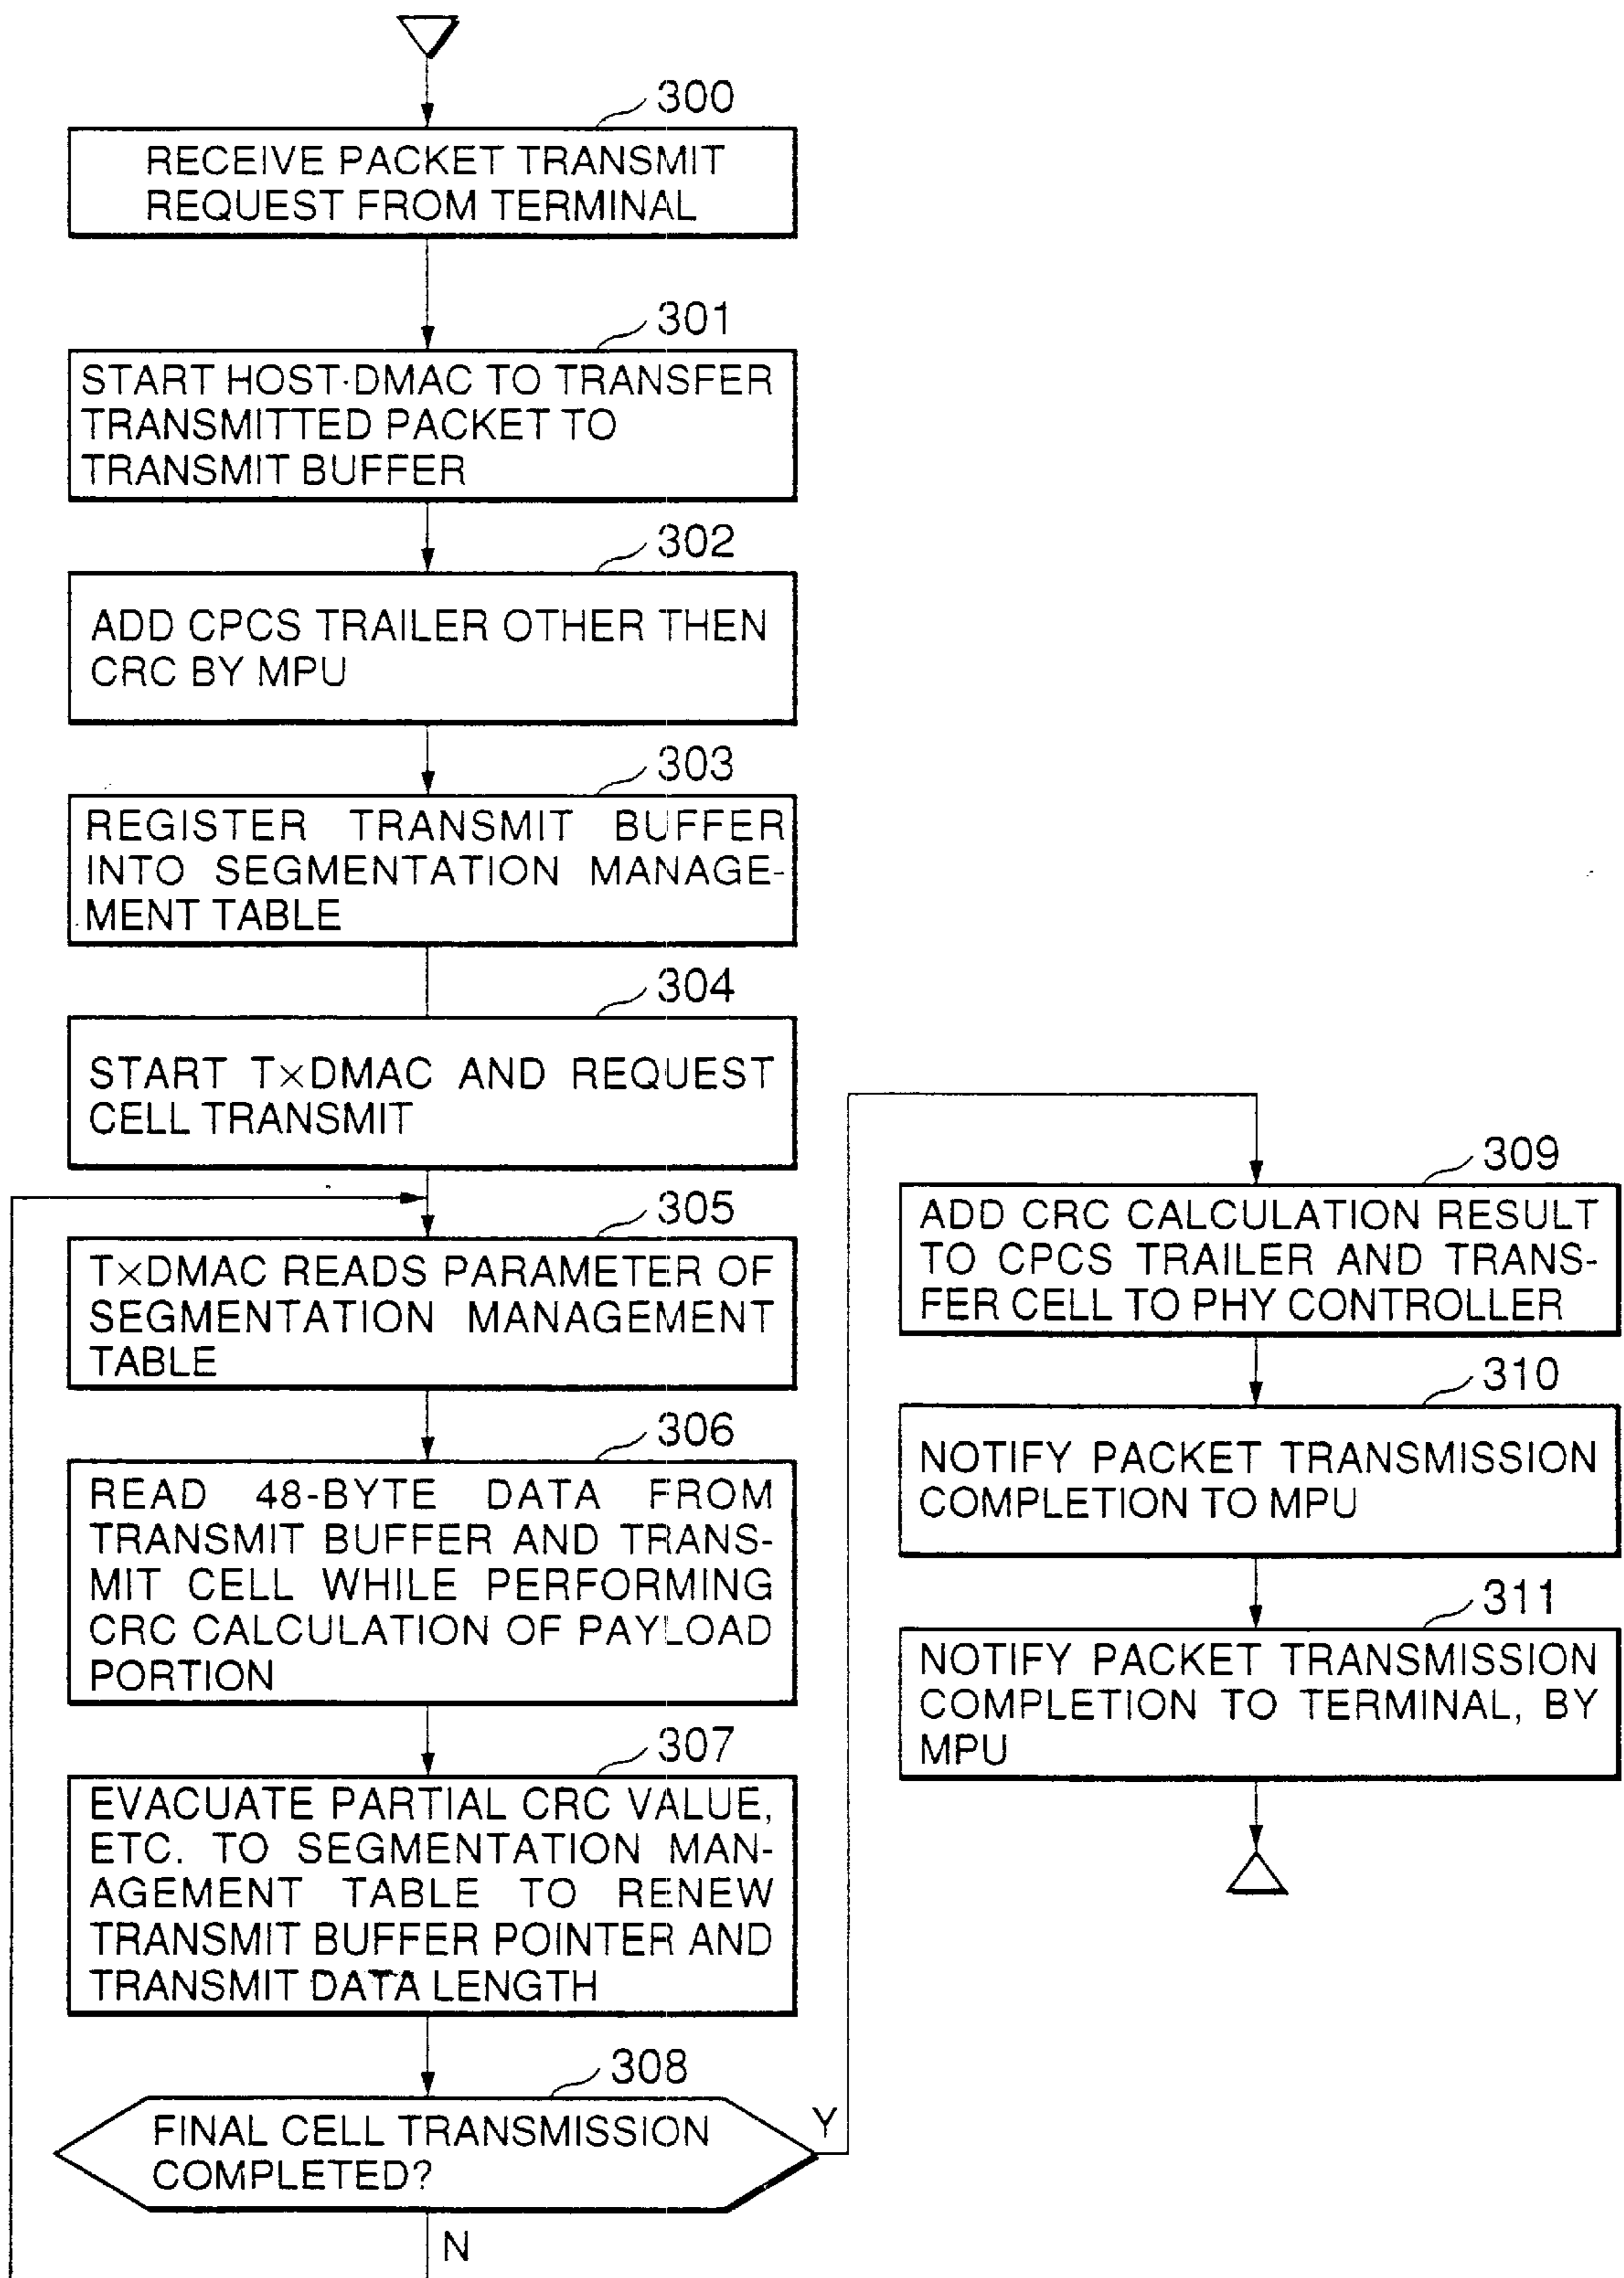 300
RECEIVE PACKET TRANSMIT
REQUEST FROM TERMINAL
301
START HOST·DMAC TO TRANSFER
TRANSMITTED PACKET TO
TRANSMIT BUFFER
302
ADD CPCS TRAILER OTHER THEN
CRC BY MPU
303
REGISTER TRANSMIT BUFFER
INTO SEGMENTATION MANAGE-
MENT TABLE
304
START T×DMAC AND REQUEST
CELL TRANSMIT
305
T×DMAC READS PARAMETER OF
SEGMENTATION MANAGEMENT
TABLE
306
READ 48-BYTE DATA FROM
TRANSMIT BUFFER AND TRANS-
MIT CELL WHILE PERFORMING
CRC CALCULATION OF PAYLOAD
PORTION
307
EVACUATE PARTIAL CRC VALUE,
ETC. TO SEGMENTATION MAN-
AGEMENT TABLE TO RENEW
TRANSMIT BUFFER POINTER AND
TRANSMIT DATA LENGTH
308
FINAL CELL TRANSMISSION
COMPLETED?
Y
N
309
ADD CRC CALCULATION RESULT
TO CPCS TRAILER AND TRANS-
FER CELL TO PHY CONTROLLER
310
NOTIFY PACKET TRANSMISSION
COMPLETION TO MPU
311
NOTIFY PACKET TRANSMISSION
COMPLETION TO TERMINAL, BY
MPU